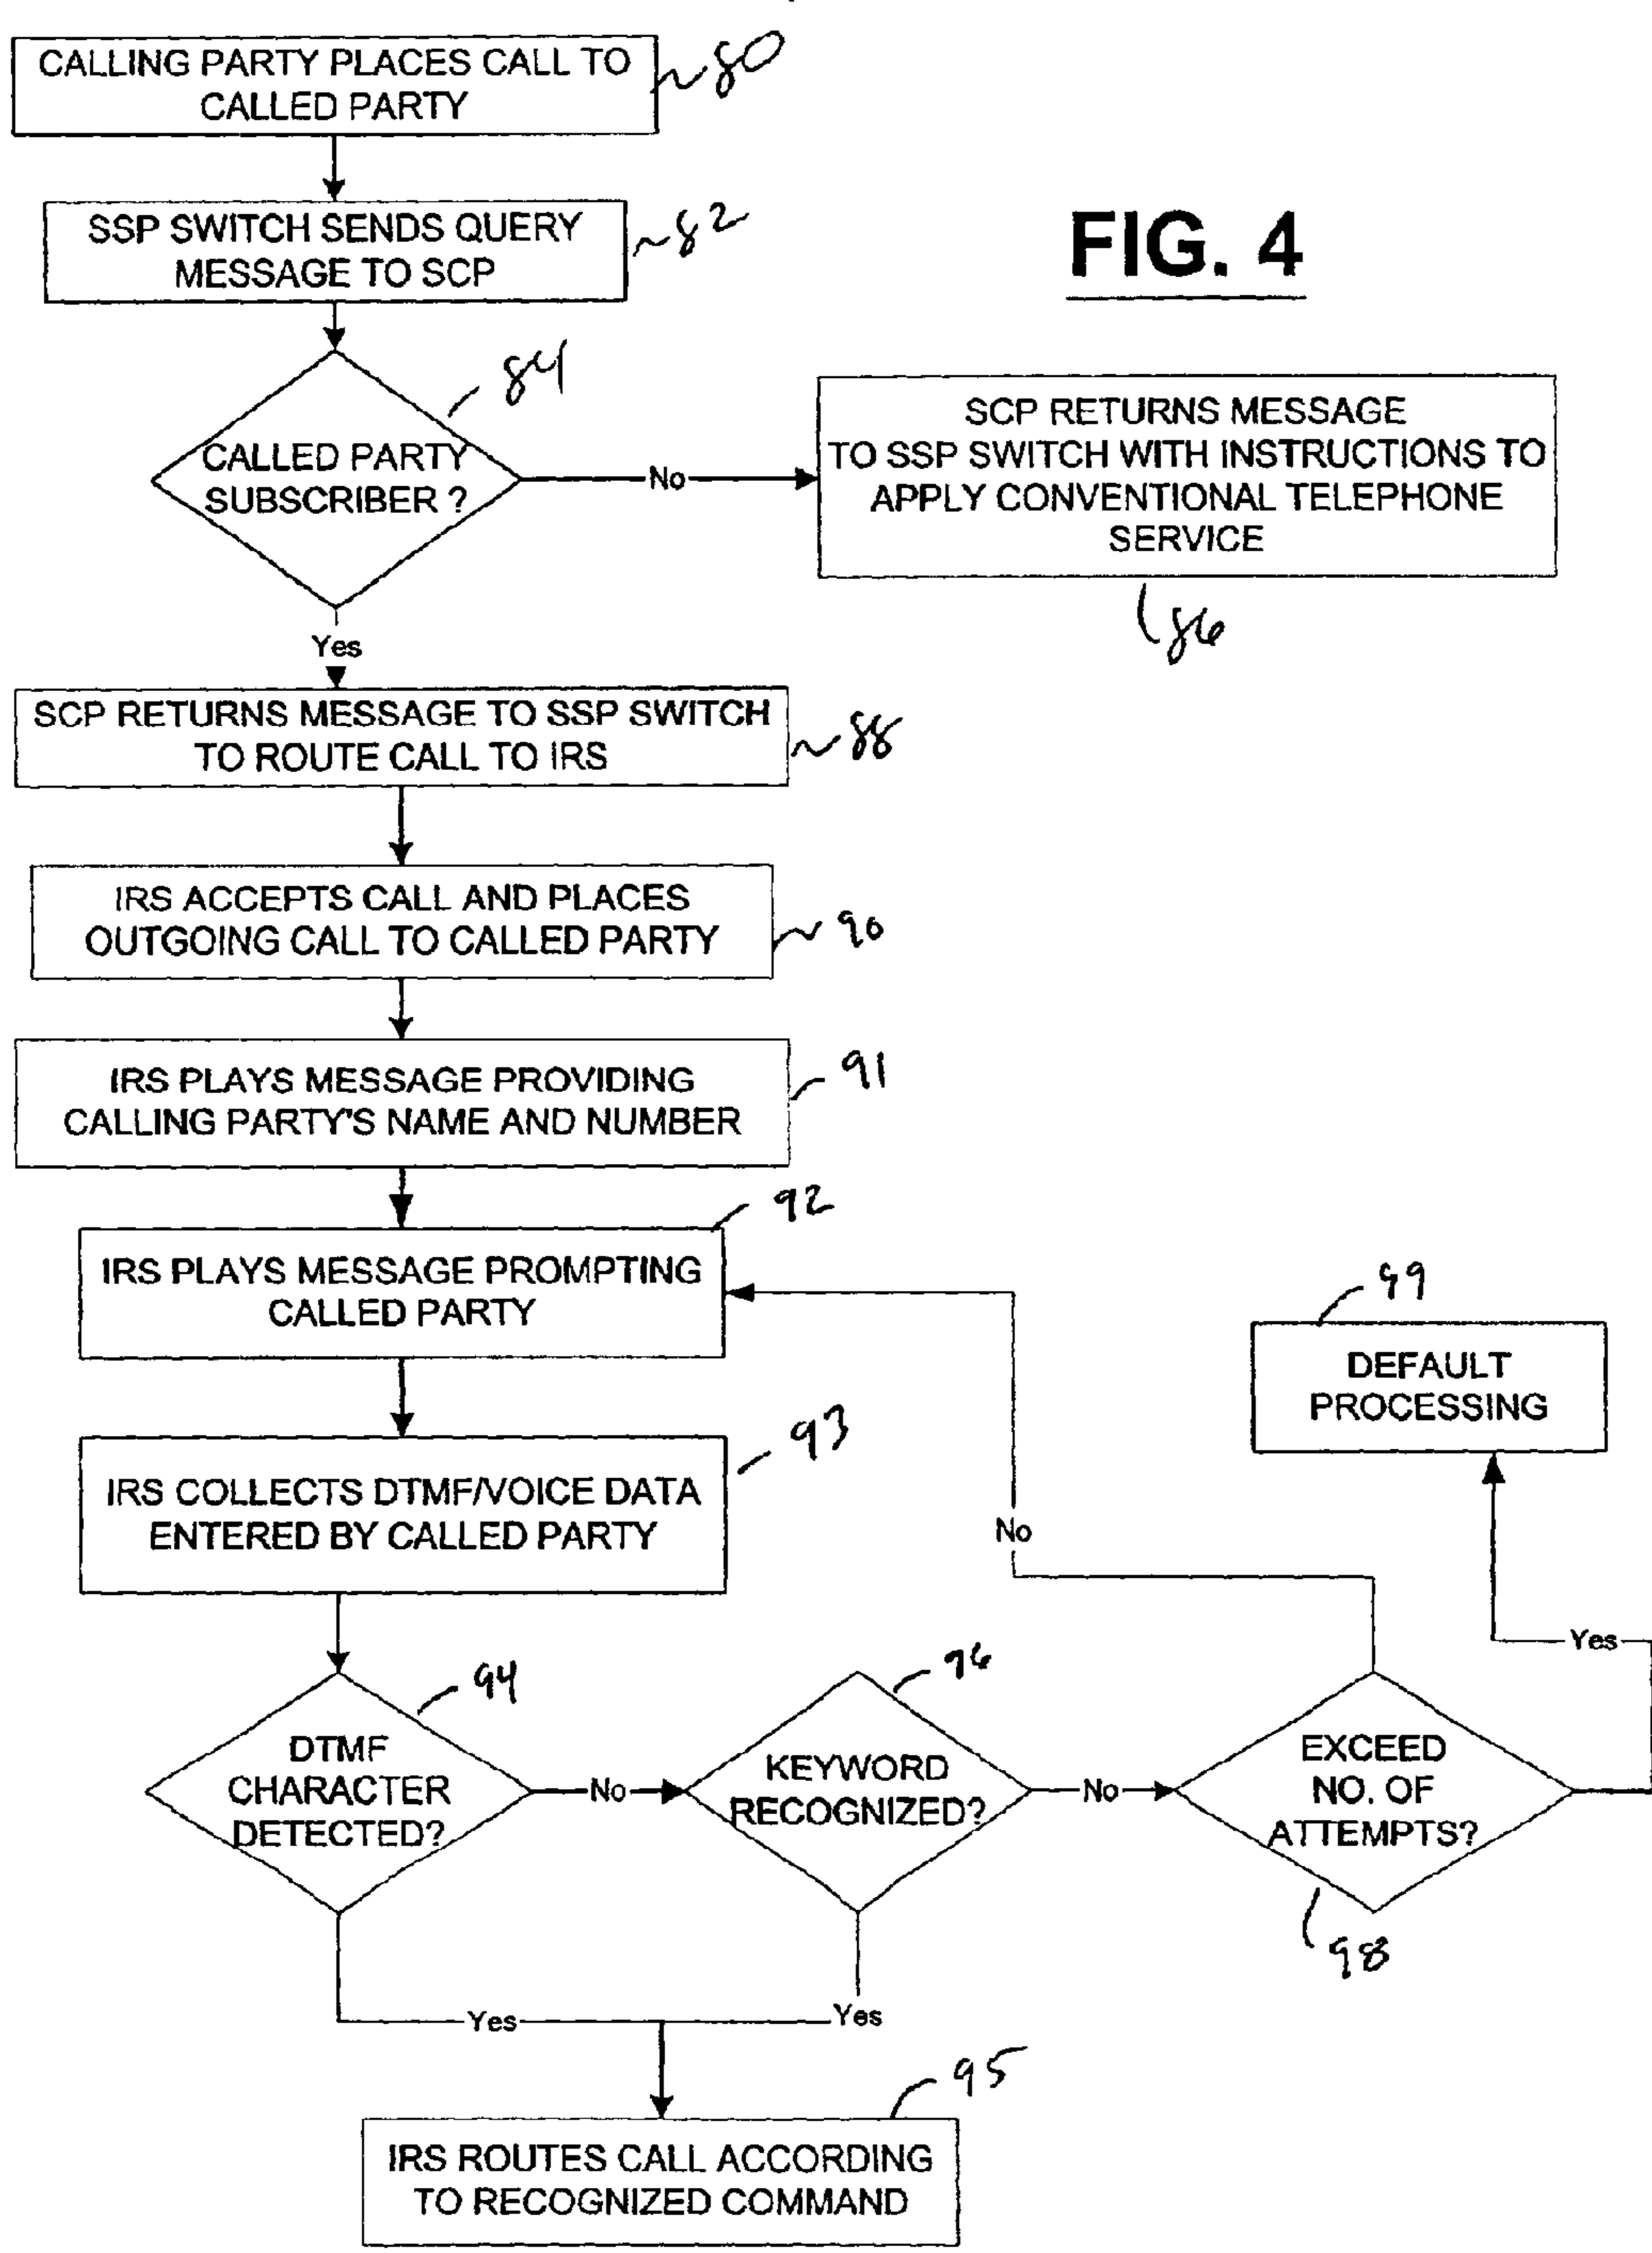 CALLING PARTY PLACES CALL TO
CALLED PARTY
80
SSP SWITCH SENDS QUERY
MESSAGE TO SCP
82
FIG. 4
84
CALLED PARTY
SUBSCRIBER ?
No
SCP RETURNS MESSAGE
TO SSP SWITCH WITH INSTRUCTIONS TO
APPLY CONVENTIONAL TELEPHONE
SERVICE
86
Yes
SCP RETURNS MESSAGE TO SSP SWITCH
TO ROUTE CALL TO IRS
88
IRS ACCEPTS CALL AND PLACES
OUTGOING CALL TO CALLED PARTY
90
IRS PLAYS MESSAGE PROVIDING
CALLING PARTY'S NAME AND NUMBER
91
92
IRS PLAYS MESSAGE PROMPTING
CALLED PARTY
99
DEFAULT
PROCESSING
93
IRS COLLECTS DTMF/VOICE DATA
ENTERED BY CALLED PARTY
No
Yes
94
DTMF
CHARACTER
DETECTED?
No
96
KEYWORD
RECOGNIZED?
No
EXCEED
NO. OF
ATTEMPTS?
98
Yes
Yes
95
IRS ROUTES CALL ACCORDING
TO RECOGNIZED COMMAND